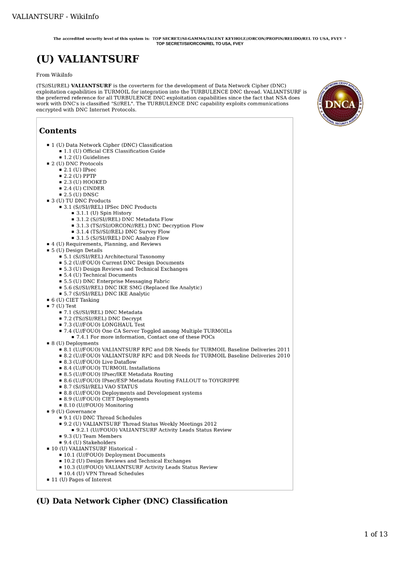 VALIANTSURF - WikiInfo
The accredited security level of this system is: TOP SECRET//SI-GAMMA/TALENT KEYHOLE//ORCON/PROPIN/RELIDO/REL TO USA, FVEY *
TOP SECRET//SI//ORCON//REL TO USA, FVEY
(U) VALIANTSURF
From WikiInfo
(TS//SI//REL) VALIANTSURF is the coverterm for the development of Data Network Cipher (DNC)
exploitation capabilities in TURMOIL for integration into the TURBULENCE DNC thread. VALIANTSURF is
the preferred reference for all TURBULENCE DNC exploitation capabilities since the fact that NSA does
work with DNC's is classified "S//REL". The TURBULENCE DNC capability exploits communications
encrypted with DNC Internet Protocols.
DNCA
Contents
1 (U) Data Network Cipher (DNC) Classification
1.1 (U) Official CES Classification Guide
1.2 (U) Guidelines
2 (U) DNC Protocols
2.1 (U) IPsec
2.2 (U) PPTP
2.3 (U) HOOKED
2.4 (U) CINDER
2.5 (U) DNSC
3 (U) TU DNC Products
3.1 (S//SI//REL) IPSec DNC Products
3.1.1 (U) Spin History
3.1.2 (S//SI//REL) DNC Metadata Flow
3.1.3 (TS//SI//ORCON//REL) DNC Decryption Flow
3.1.4 (TS//SI//REL) DNC Survey Flow
3.1.5 (S//SI//REL) DNC Analyze Flow
4 (U) Requirements, Planning, and Reviews
5 (U) Design Details
5.1 (S//SI//REL) Architectural Taxonomy
5.2 (U//FOUO) Current DNC Design Documents
5.3 (U) Design Reviews and Technical Exchanges
5.4 (U) Technical Documents
5.5 (U) DNC Enterprise Messaging Fabric
5.6 (S//SI//REL) DNC IKE SMG (Replaced Ike Analytic)
5.7 (S//SI//REL) DNC IKE Analytic
6 (U) CIET Tasking
7 (U) Test
7.1 (S//SI//REL) DNC Metadata
7.2 (TS//SI//REL) DNC Decrypt
7.3 (U//FOUO) LONGHAUL Test
7.4 (U//FOUO) One CA Server Toggled among Multiple TURMOILs
7.4.1 For more information, Contact one of these POCs
8 (U) Deployments
8.1 (U//FOUO) VALIANTSURF RFC and DR Needs for TURMOIL Baseline Deliveries 2011
8.2 (U//FOUO) VALIANTSURF RFC and DR Needs for TURMOIL Baseline Deliveries 2010
8.3 (U//FOUO) Live Dataflow
8.4 (U//FOUO) TURMOIL Installations
8.5 (U//FOUO) IPsec/IKE Metadata Routing
8.6 (U//FOUO) IPsec/ESP Metadata Routing FALLOUT to TOYGRIPPE
8.7 (S//SI//REL) VAO STATUS
8.8 (U//FOUO) Deployments and Development systems
8.9 (U//FOUO) CIET Deployments
8.10 (U//FOUO) Monitoring
9 (U) Governance
9.1 (U) DNC Thread Schedules
9.2 (U) VALIANTSURF Thread Status Weekly Meetings 2012
9.2.1 (U//FOUO) VALIANTSURF Activity Leads Status Review
9.3 (U) Team Members
9.4 (U) Stakeholders
10 (U) VALIANTSURF Historical -
10.1 (U//FOUO) Deployments
10.2 (U) Design Reviews and Technical Exchanges
10.3 (U//FOUO) VALIANTSURF Activity Leads Status Review
10.4 (U) VPN Thread Schedules
11 (U) Pages of Interest
(U) Data Network Cipher (DNC) Classification
1 of 13